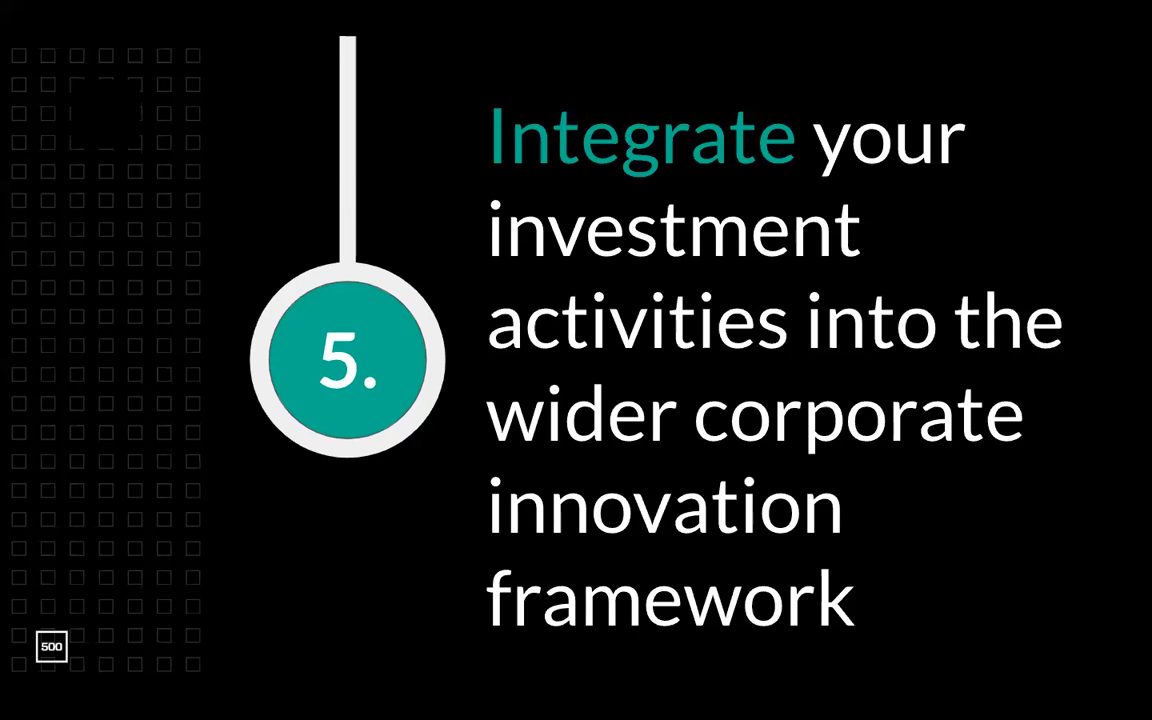 5.
Integrate your
investment
activities into the
wider corporate
innovation
framework
500